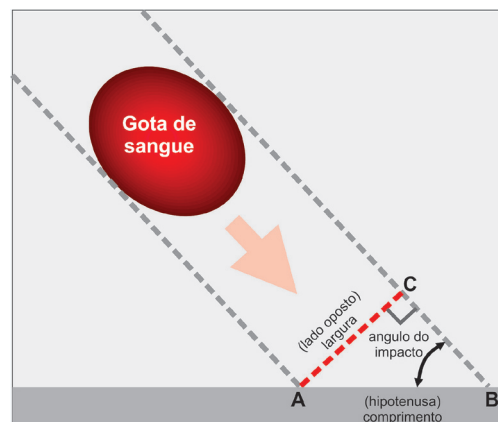 Gota de
sangue
(lado oposto)
largura
C
angulo do
impacto
A
B
(hipotenusa)
comprimento